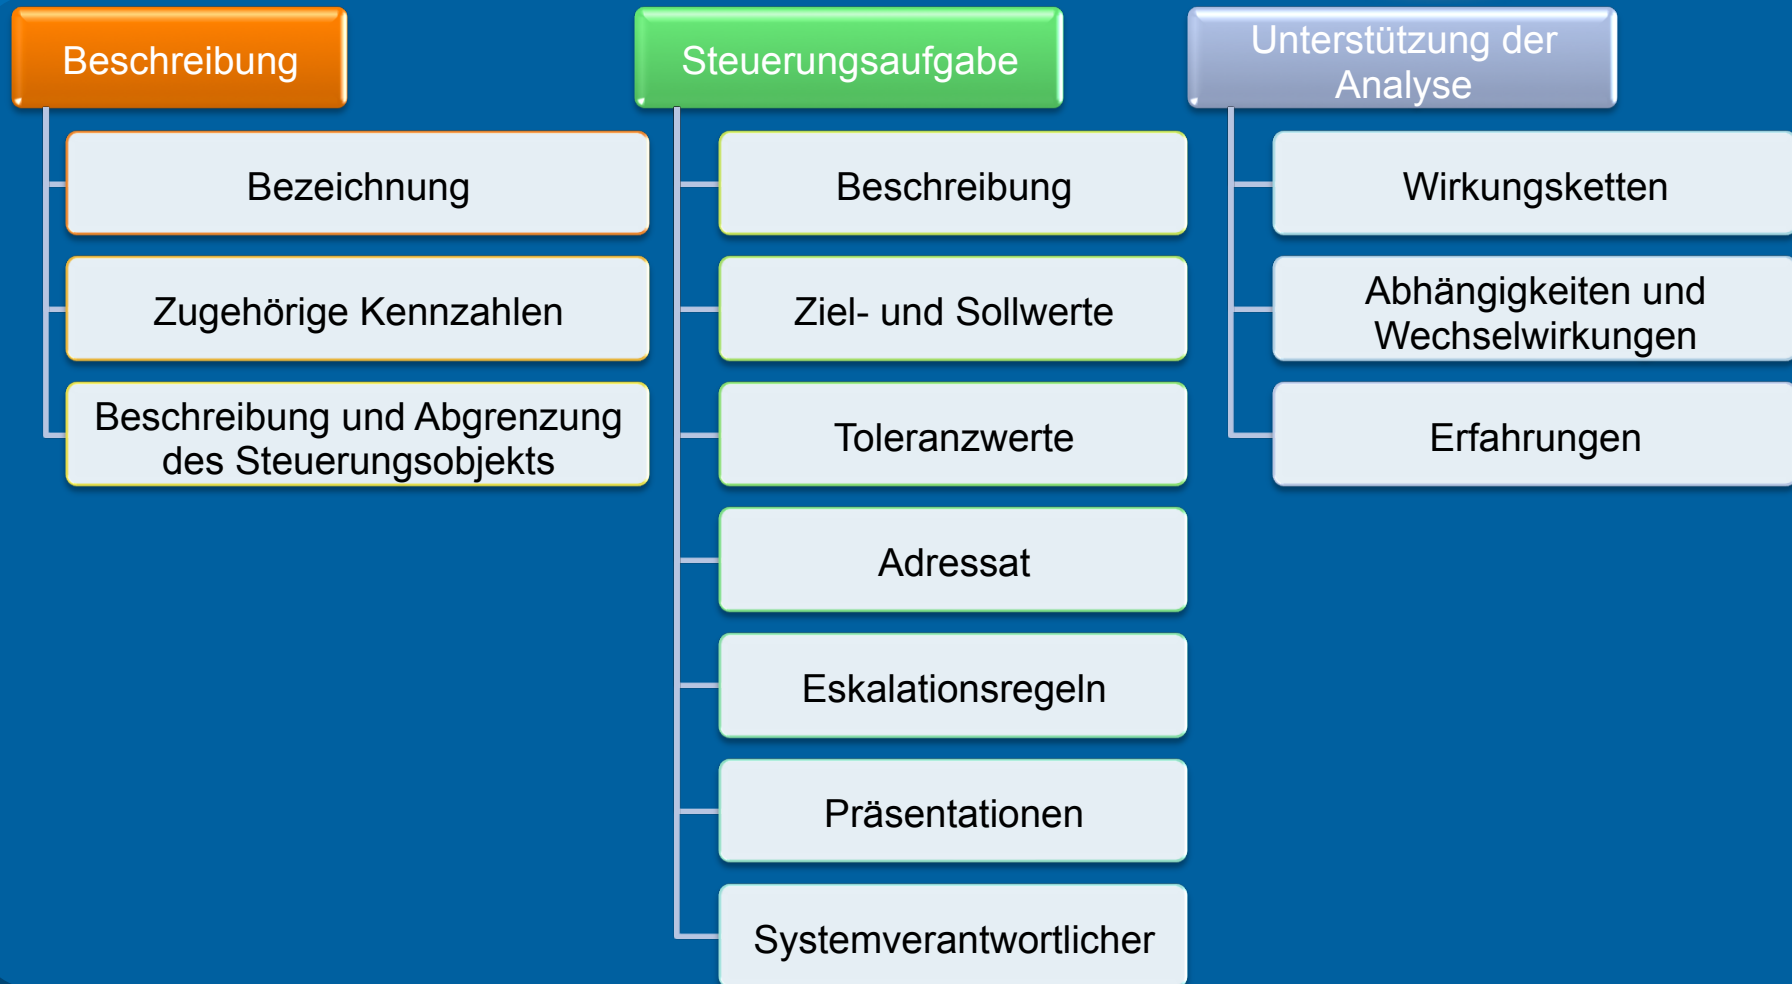 Beschreibung
Bezeichnung
Zugehörige Kennzahlen
Beschreibung und Abgrenzung
des Steuerungsobjekts
Steuerungsaufgabe
Beschreibung
Ziel- und Sollwerte
Toleranzwerte
Adressat
Eskalationsregeln
Präsentationen
Systemverantwortlicher
Unterstützung der
Analyse
Wirkungsketten
Abhängigkeiten und
Wechselwirkungen
Erfahrungen